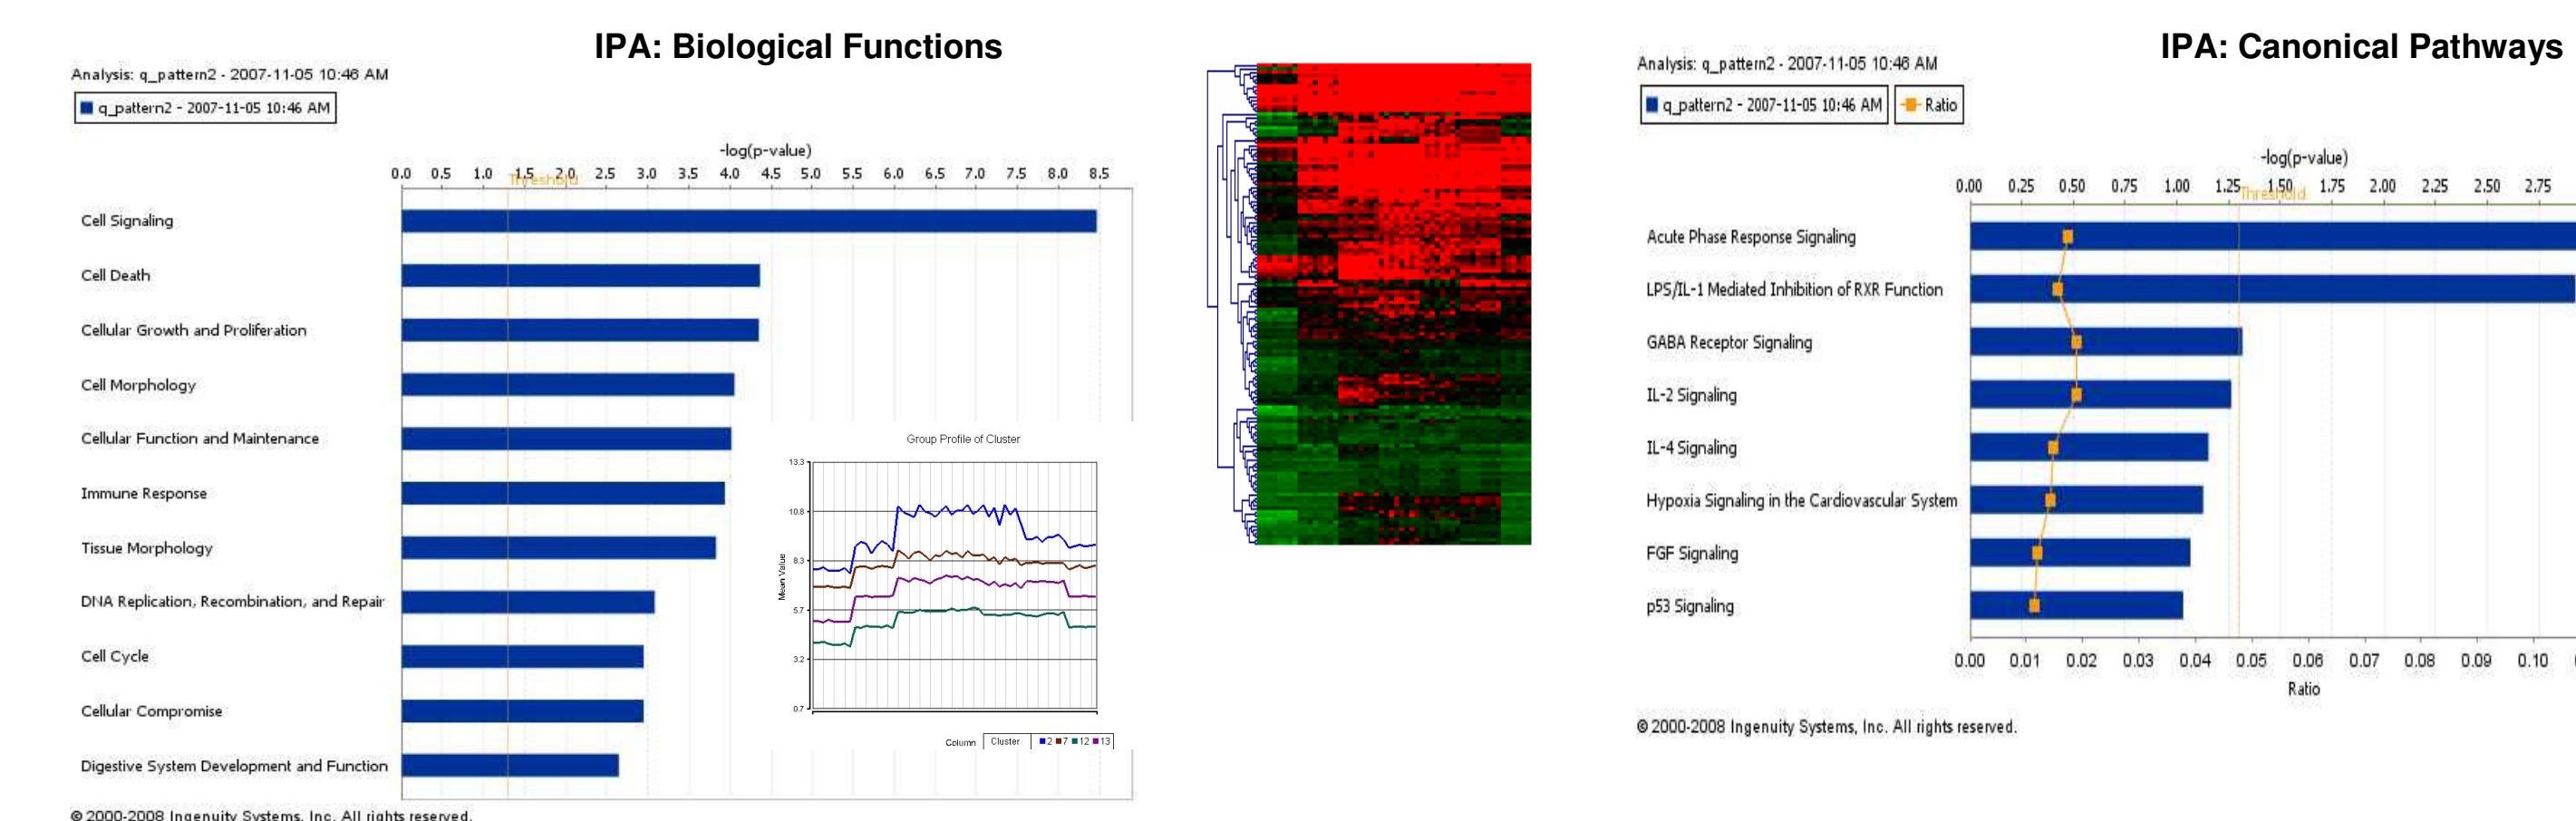 IPA: Biological Functions
Analysis: q_pattern2 - 2007-11-05 10:46 AM
q_pattern2 - 2007-11-05 10:46 AM
-log(p-value)
0.0 0.5 1.0 1.5 2.0 2.5 3.0 3.5 4.0 4.5 5.0 5.5 6.0 6.5 7.0 7.5 8.0 8.5
Threshold
Cell Signaling
Cell Death
Cellular Growth and Proliferation
Cell Morphology
Cellular Function and Maintenance
Immune Response
Tissue Morphology
DNA Replication, Recombination, and Repair
Cell Cycle
Cellular Compromise
Digestive System Development and Function
© 2000-2008 Ingenuity Systems, Inc. All rights reserved.
Group Profile of Cluster
13.3
10.8
8.3
5.7
3.2
0.7
Mean Value
Column Cluster 2 7 12 13
IPA: Canonical Pathways
Analysis: q_pattern2 - 2007-11-05 10:46 AM
q_pattern2 - 2007-11-05 10:46 AM Ratio
-log(p-value)
0.00 0.25 0.50 0.75 1.00 1.25 1.50 1.75 2.00 2.25 2.50 2.75
Threshold
Acute Phase Response Signaling
LPS/IL-1 Mediated Inhibition of RXR Function
GABA Receptor Signaling
IL-2 Signaling
IL-4 Signaling
Hypoxia Signaling in the Cardiovascular System
FGF Signaling
p53 Signaling
0.00 0.01 0.02 0.03 0.04 0.05 0.06 0.07 0.08 0.09 0.10
Ratio
© 2000-2008 Ingenuity Systems, Inc. All rights reserved.